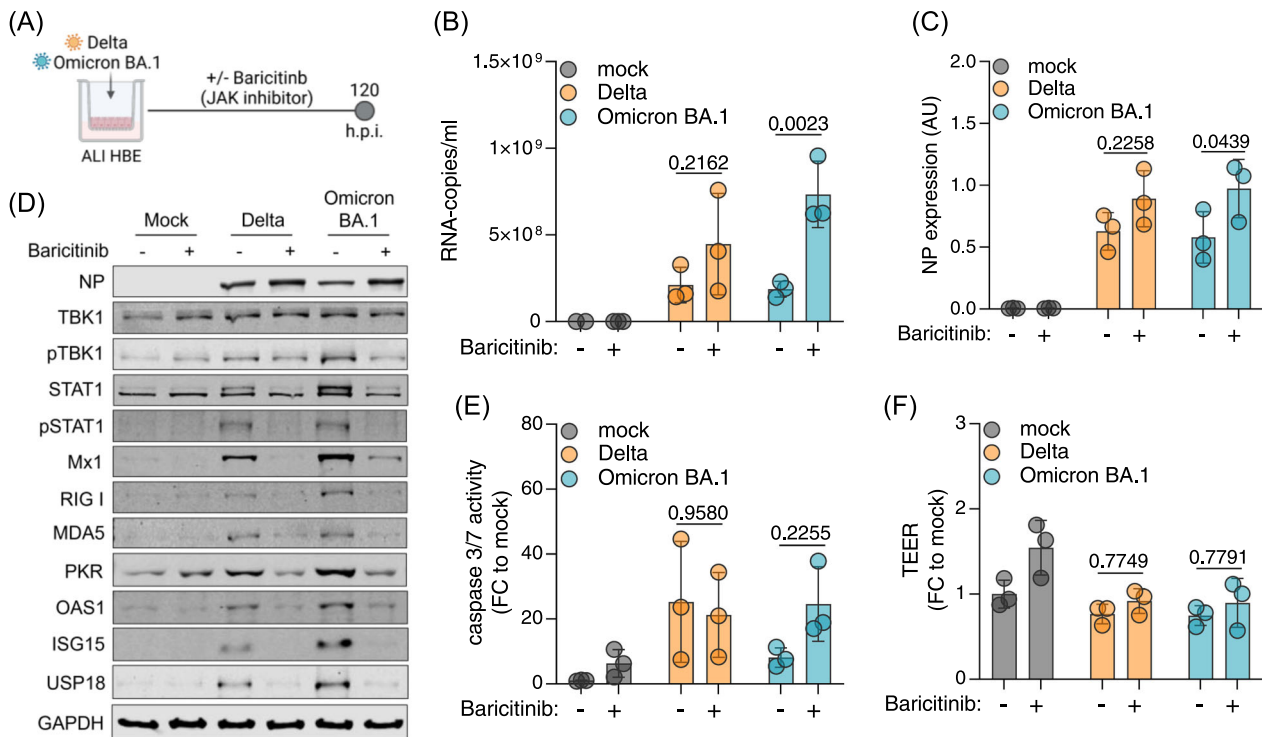 (A)
Delta
Omicron BA.1
+/- Baricitinb
(JAK inhibitor)
120
h.p.i.
ALI HBE
(B)
RNA-copies/ml
1.5×10⁹
1×10⁹
5×10⁸
0
mock
Delta
Omicron BA.1
0.2162
0.0023
Baricitinib: - + - + - +
(C)
NP expression (AU)
2.0
1.5
1.0
0.5
0.0
mock
Delta
Omicron BA.1
0.2258
0.0439
Baricitinib: - + - + - +
(D)
Mock Delta Omicron
BA.1
Baricitinib - + - + - +
NP
TBK1
pTBK1
STAT1
pSTAT1
Mx1
RIG I
MDA5
PKR
OAS1
ISG15
USP18
GAPDH
(E)
caspase 3/7 activity
(FC to mock)
80
60
40
20
0
mock
Delta
Omicron BA.1
0.9580
0.2255
Baricitinib: - + - + - +
(F)
TEER
(FC to mock)
3
2
1
0
mock
Delta
Omicron BA.1
0.7749
0.7791
Baricitinib: - + - + - +